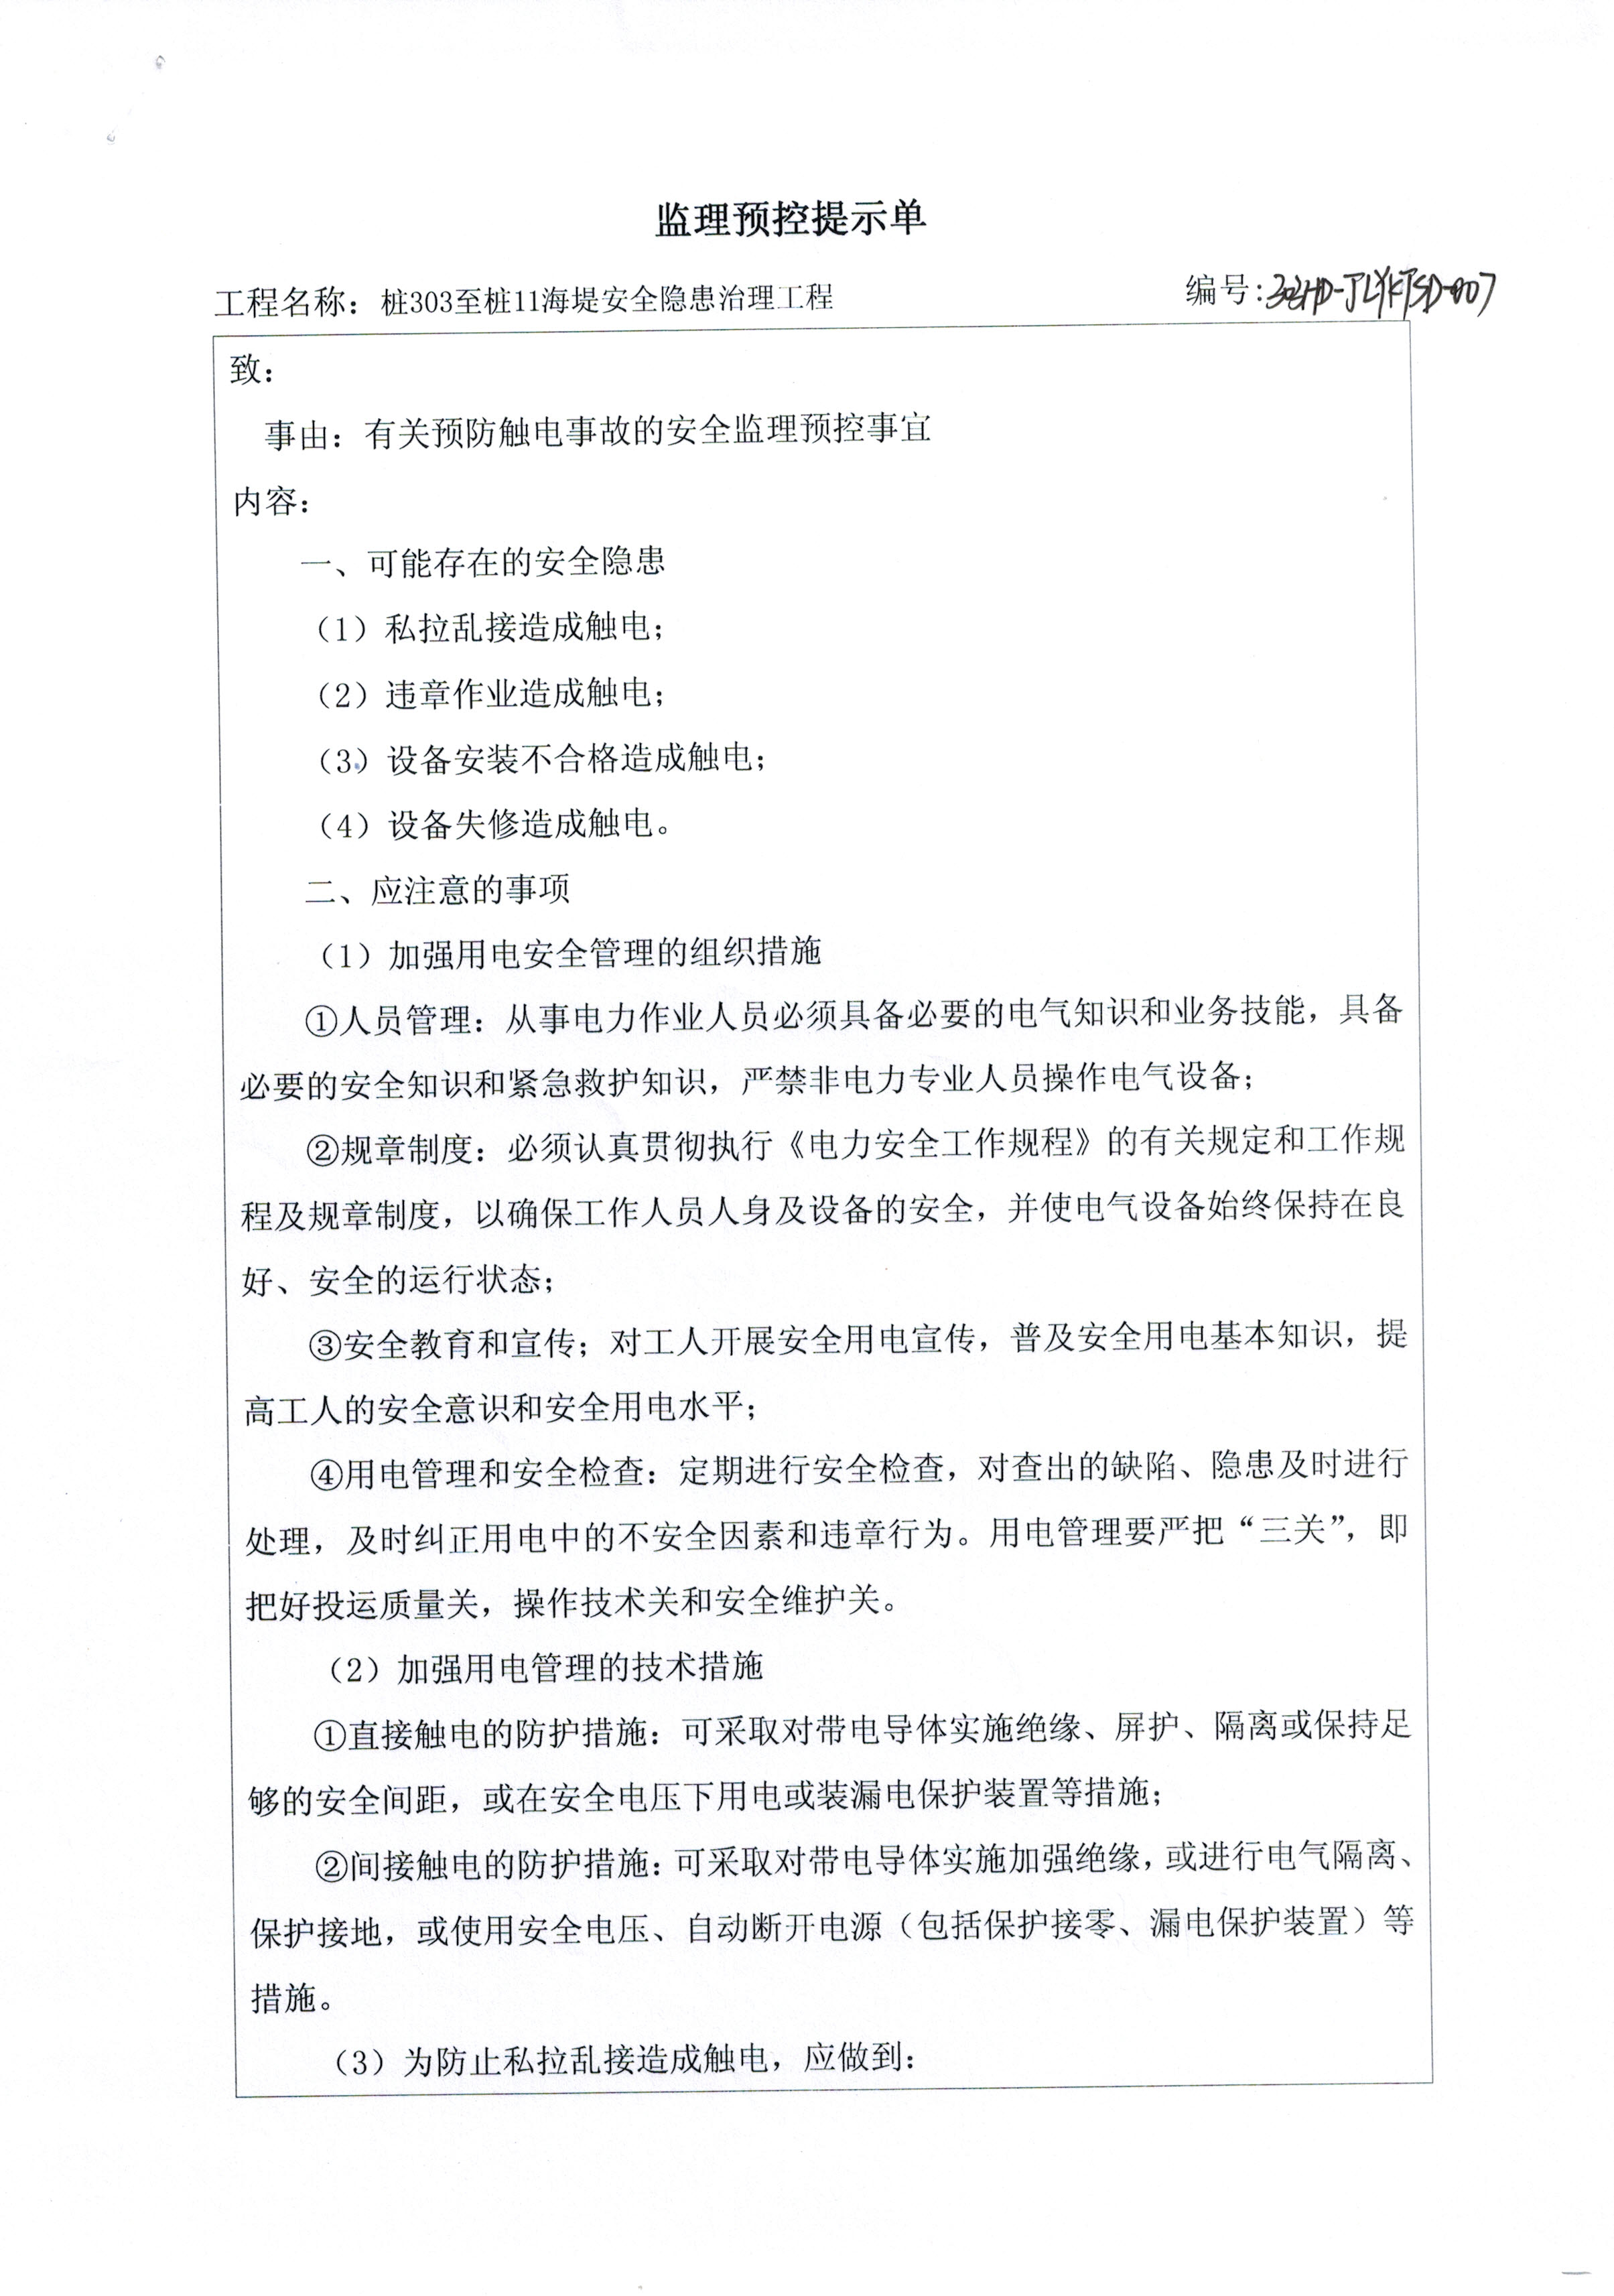 监理预控提示单
工程名称：桩303至桩11海堤安全隐患治理工程
编号：
致：
事由：有关预防触电事故的安全监理预控事宜
内容：
一、可能存在的安全隐患
（1）私拉乱接造成触电；
（2）违章作业造成触电；
（3）设备安装不合格造成触电；
（4）设备失修造成触电。
二、应注意的事项
（1）加强用电安全管理的组织措施
①人员管理：从事电力作业人员必须具备必要的电气知识和业务技能，具备
必要的安全知识和紧急救护知识，严禁非电力专业人员操作电气设备；
②规章制度：必须认真贯彻执行《电力安全工作规程》的有关规定和工作规
程及规章制度，以确保工作人员人身及设备的安全，并使电气设备始终保持在良
好、安全的运行状态；
③安全教育和宣传；对工人开展安全用电宣传，普及安全用电基本知识，提
高工人的安全意识和安全用电水平；
④用电管理和安全检查：定期进行安全检查，对查出的缺陷、隐患及时进行
处理，及时纠正用电中的不安全因素和违章行为。用电管理要严把“三关”，即
把好投运质量关，操作技术关和安全维护关。
（2）加强用电管理的技术措施
①直接触电的防护措施：可采取对带电导体实施绝缘、屏护、隔离或保持足
够的安全间距，或在安全电压下用电或装漏电保护装置等措施；
②间接触电的防护措施：可采取对带电导体实施加强绝缘，或进行电气隔离、
保护接地，或使用安全电压、自动断开电源（包括保护接零、漏电保护装置）等
措施。
（3）为防止私拉乱接造成触电，应做到：